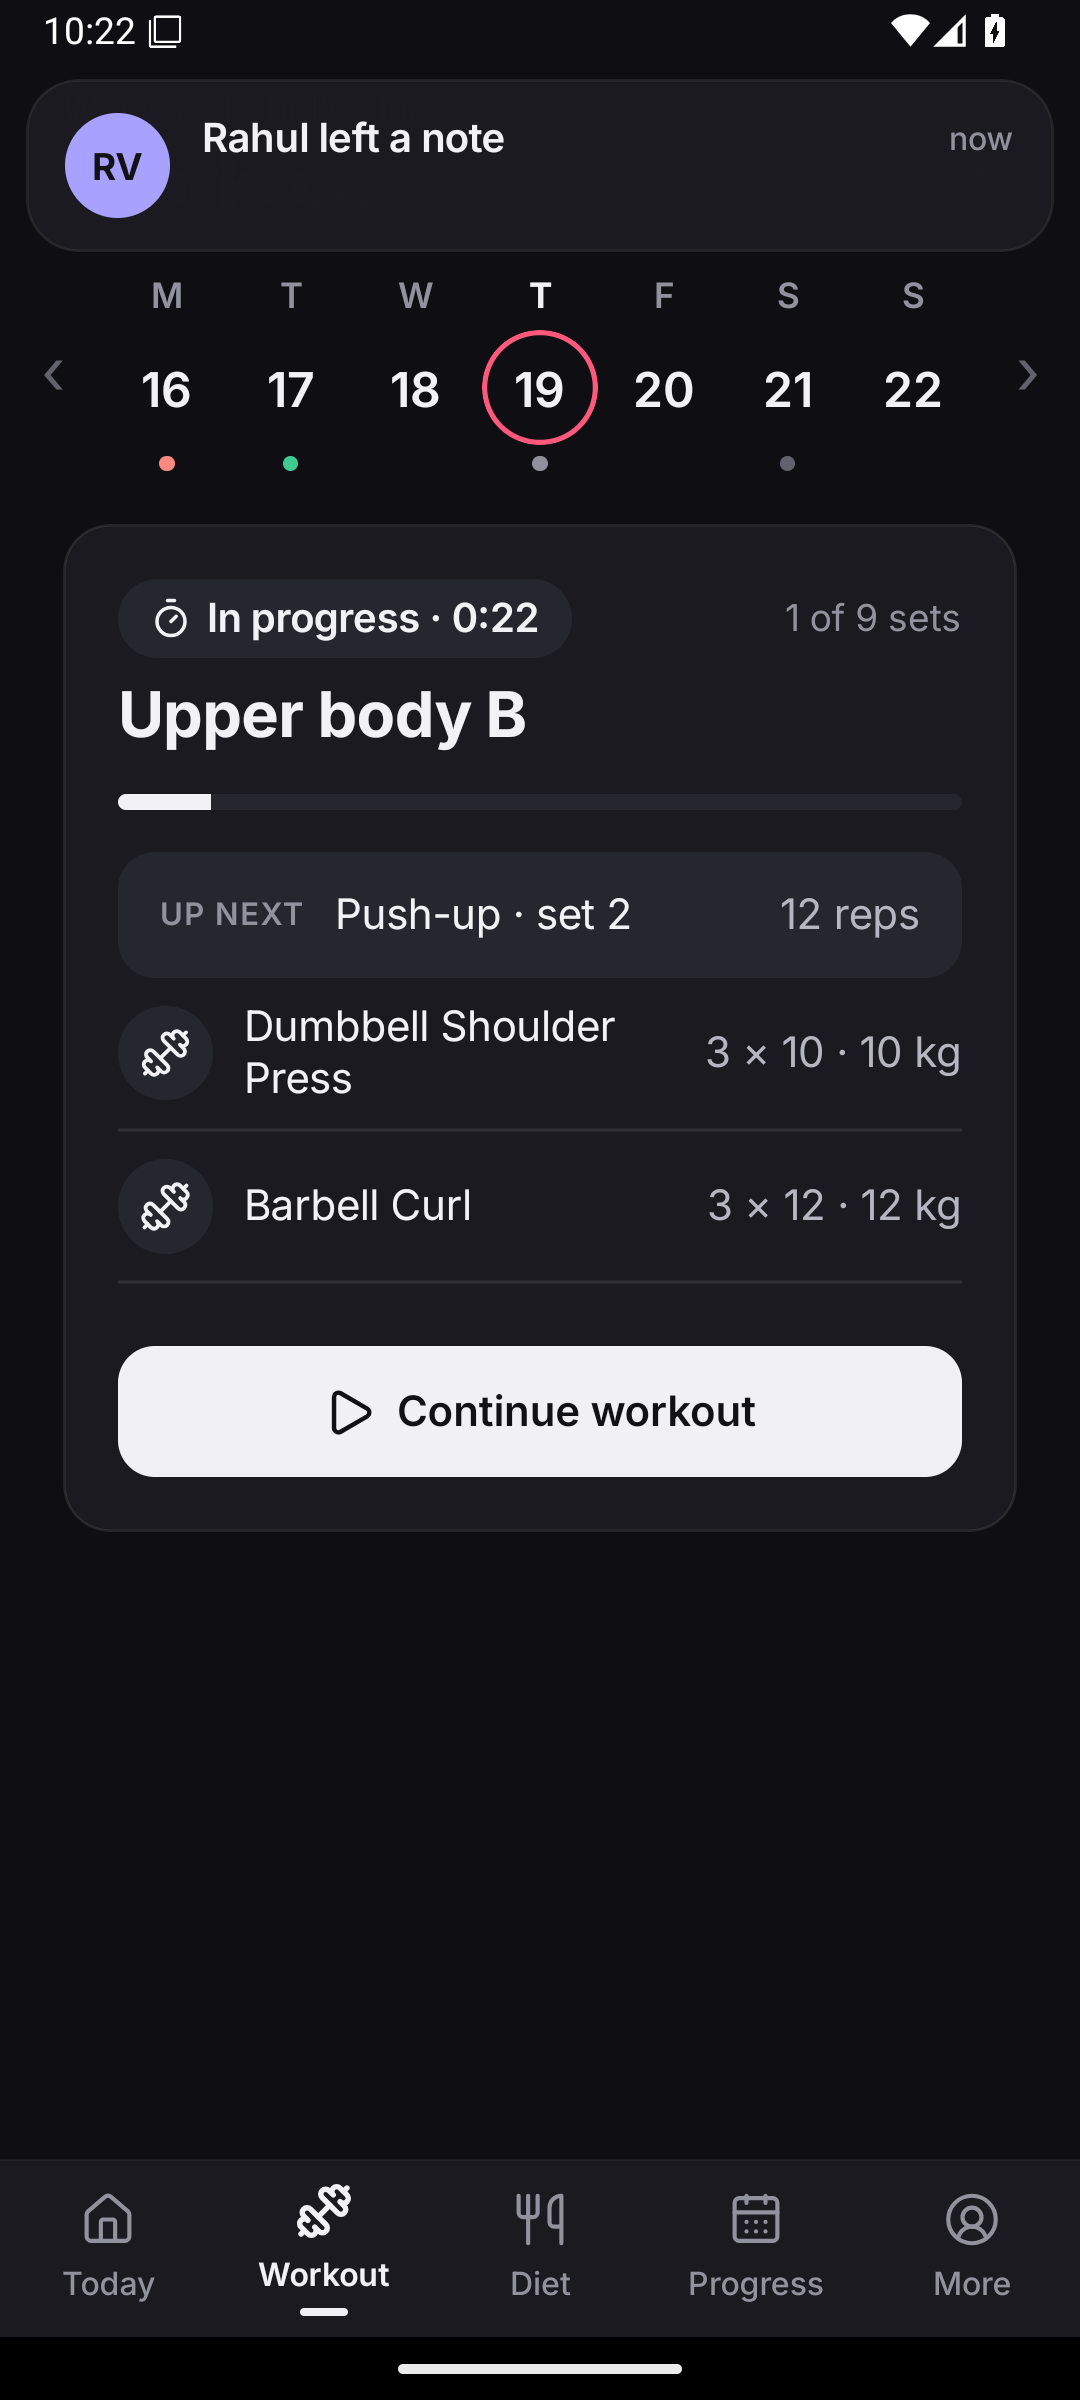 10:22
RV
Rahul left a note
now
M T W T F S S
‹ 16 17 18 19 20 21 22 ›
In progress · 0:22
1 of 9 sets
Upper body B
UP NEXT Push-up · set 2 12 reps
Dumbbell Shoulder
Press
3 × 10 · 10 kg
Barbell Curl 3 × 12 · 12 kg
Continue workout
Today Workout Diet Progress More